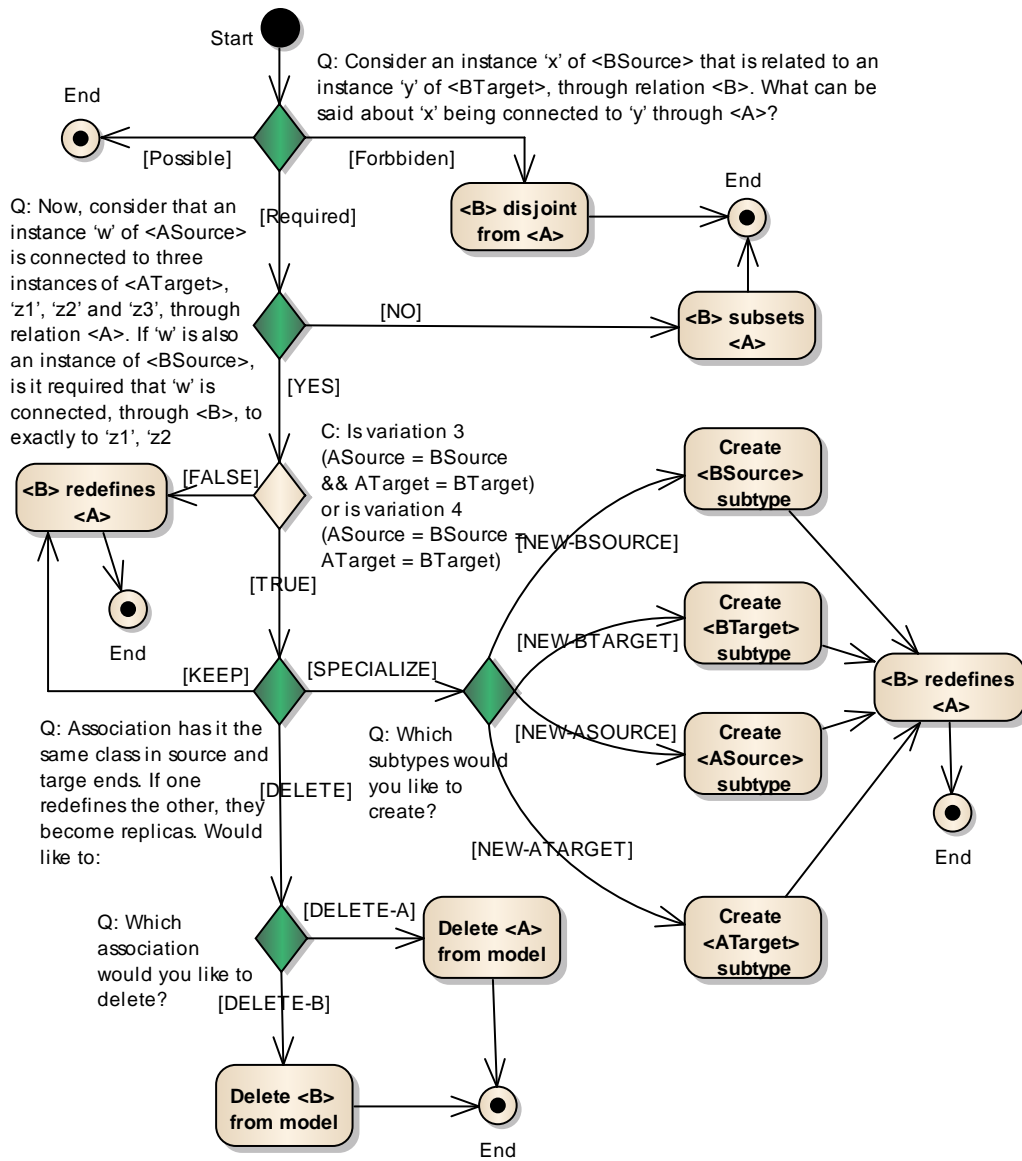 Start
Q: Consider an instance ‘x’ of <BSource> that is related to an
instance ‘y’ of <BTarget>, through relation <B>. What can be
said about ‘x’ being connected to ‘y’ through <A>?
End
[Possible]
[Forbbiden]
End
<B> disjoint
from <A>
[Required]
Q: Now, consider that an
instance ‘w’ of <ASource>
is connected to three
instances of <ATarget>,
‘z1’, ‘z2’ and ‘z3’, through
relation <A>. If ‘w’ is also
an instance of <BSource>,
is it required that ‘w’ is
connected, through <B>, to
exactly to ‘z1’, ‘z2
[NO]
<B> subsets
<A>
[YES]
C: Is variation 3
(ASource = BSource
&& ATarget = BTarget)
or is variation 4
(ASource = BSource =
ATarget = BTarget)
[FALSE]
<B> redefines
<A>
End
[TRUE]
[KEEP]
[SPECIALIZE]
[NEW-BSOURCE]
Create
<BSource>
subtype
[NEW-BTARGET]
Create
<BTarget>
subtype
<B> redefines
<A>
[NEW-ASOURCE]
Create
<ASource>
subtype
Q: Association has it the
same class in source and
targe ends. If one
redefines the other, they
become replicas. Would
like to:
Q: Which
subtypes would
you like to
create?
[DELETE]
End
[NEW-ATARGET]
Create
<ATarget>
subtype
Q: Which
association
would you like to
delete?
[DELETE-A]
Delete <A>
from model
[DELETE-B]
Delete <B>
from model
End